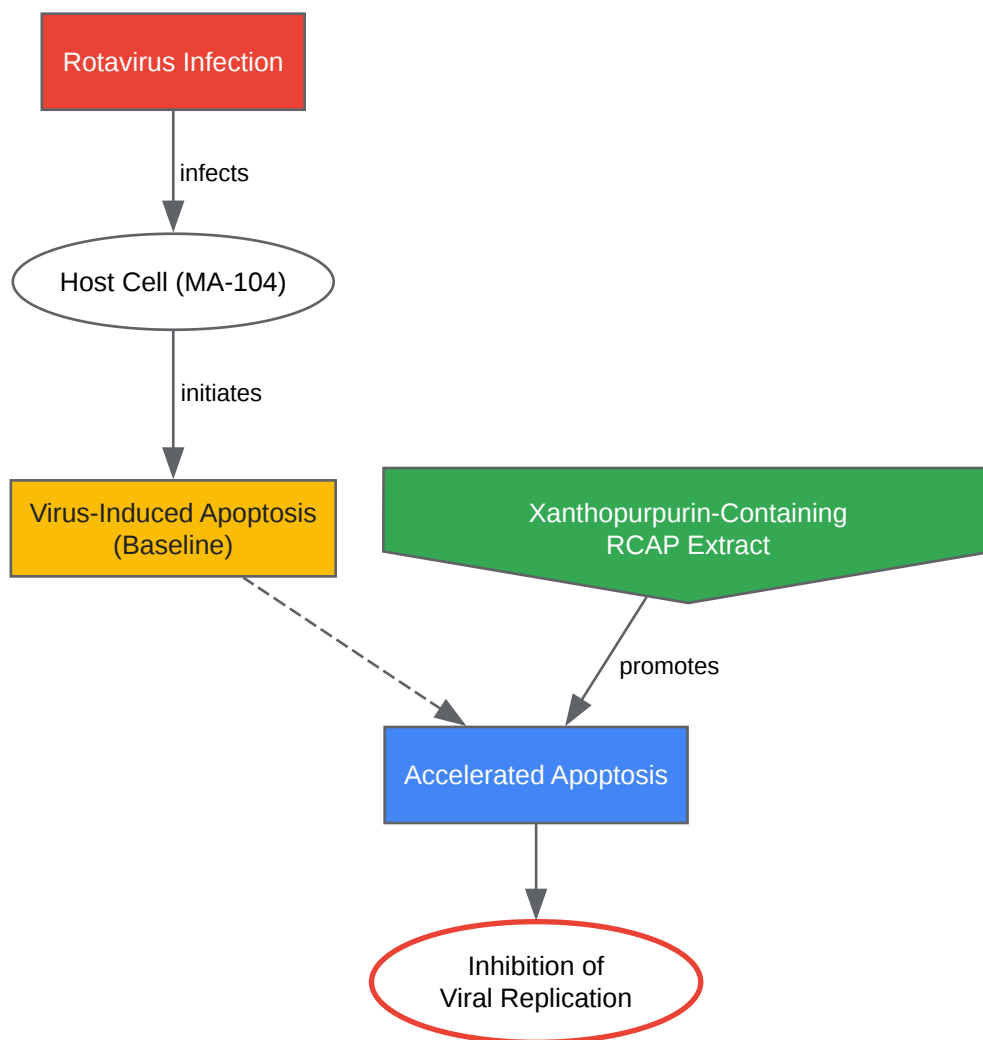 Rotavirus Infection
infects
Host Cell (MA-104)
initiates
Virus-Induced Apoptosis
(Baseline)
Xanthopurpurin-Containing
RCAP Extract
promotes
Accelerated Apoptosis
Inhibition of
Viral Replication